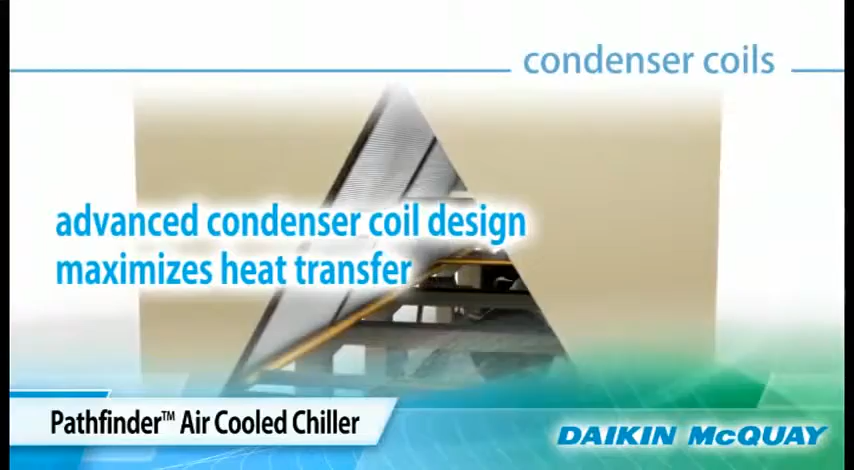 condenser coils
advanced condenser coil design
maximizes heat transfer
Pathfinder™ Air Cooled Chiller
DAIKIN McQUAY